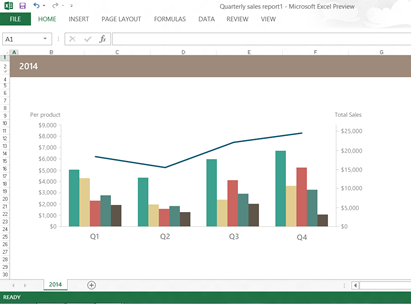 Quarterly sales report1 - Microsoft Excel Preview
FILE HOME INSERT PAGE LAYOUT FORMULAS DATA REVIEW VIEW
A1 fx
A B C D E F G
1
2 2014
3
4
5
6
7
8
9
10 Per product Total Sales
11 $9,000
12 $8,000 $25,000
13 $7,000
14 $6,000 $20,000
15 $5,000 $15,000
16 $4,000
17 $3,000 $10,000
18 $2,000 $5,000
19 $1,000
20 $0 $0
21 Q1 Q2 Q3 Q4
22
23
24
25
26
27
28
29
30
2014
READY